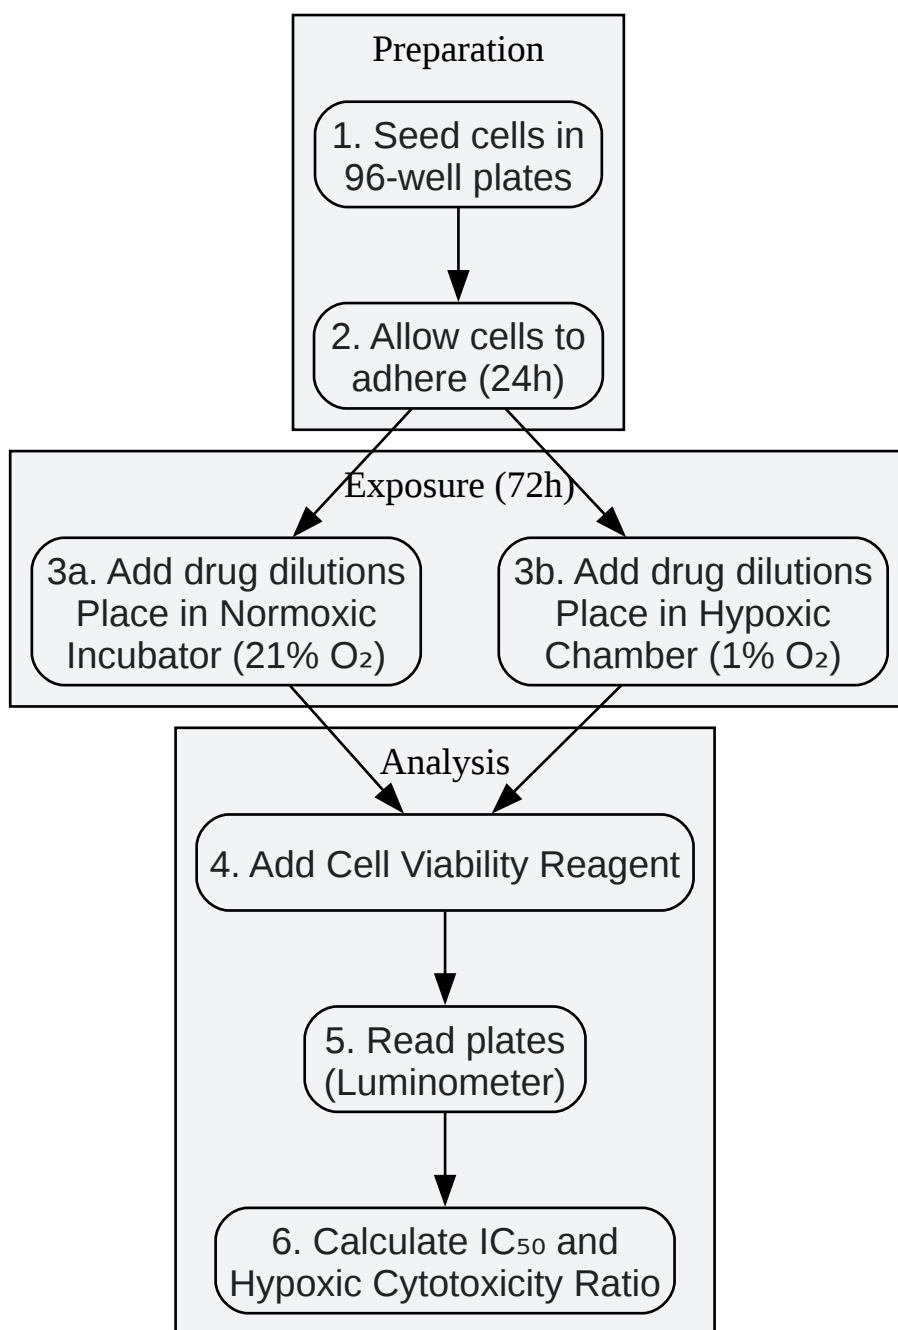 Preparation
1. Seed cells in
96-well plates
2. Allow cells to
adhere (24h)
Exposure (72h)
3a. Add drug dilutions
Place in Normoxic
Incubator (21% O₂)
3b. Add drug dilutions
Place in Hypoxic
Chamber (1% O₂)
Analysis
4. Add Cell Viability Reagent
5. Read plates
(Luminometer)
6. Calculate IC₅₀ and
Hypoxic Cytotoxicity Ratio